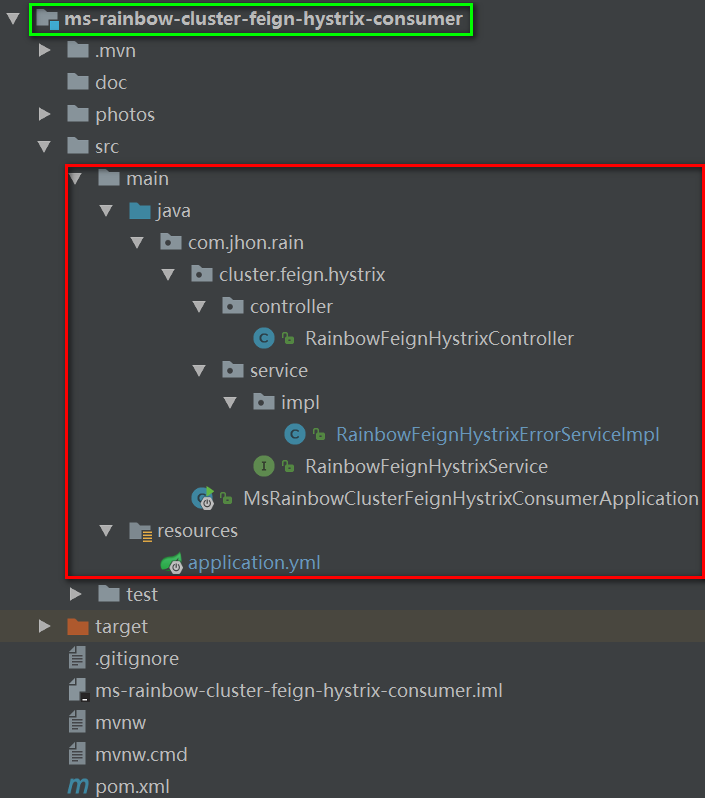 ms-rainbow-cluster-feign-hystrix-consumer
.mvn
doc
photos
src
main
java
com.jhon.rain
cluster.feign.hystrix
controller
RainbowFeignHystrixController
service
impl
RainbowFeignHystrixErrorServiceImpl
RainbowFeignHystrixService
MsRainbowClusterFeignHystrixConsumerApplication
resources
application.yml
test
target
.gitignore
ms-rainbow-cluster-feign-hystrix-consumer.iml
mvnw
mvnw.cmd
pom.xml